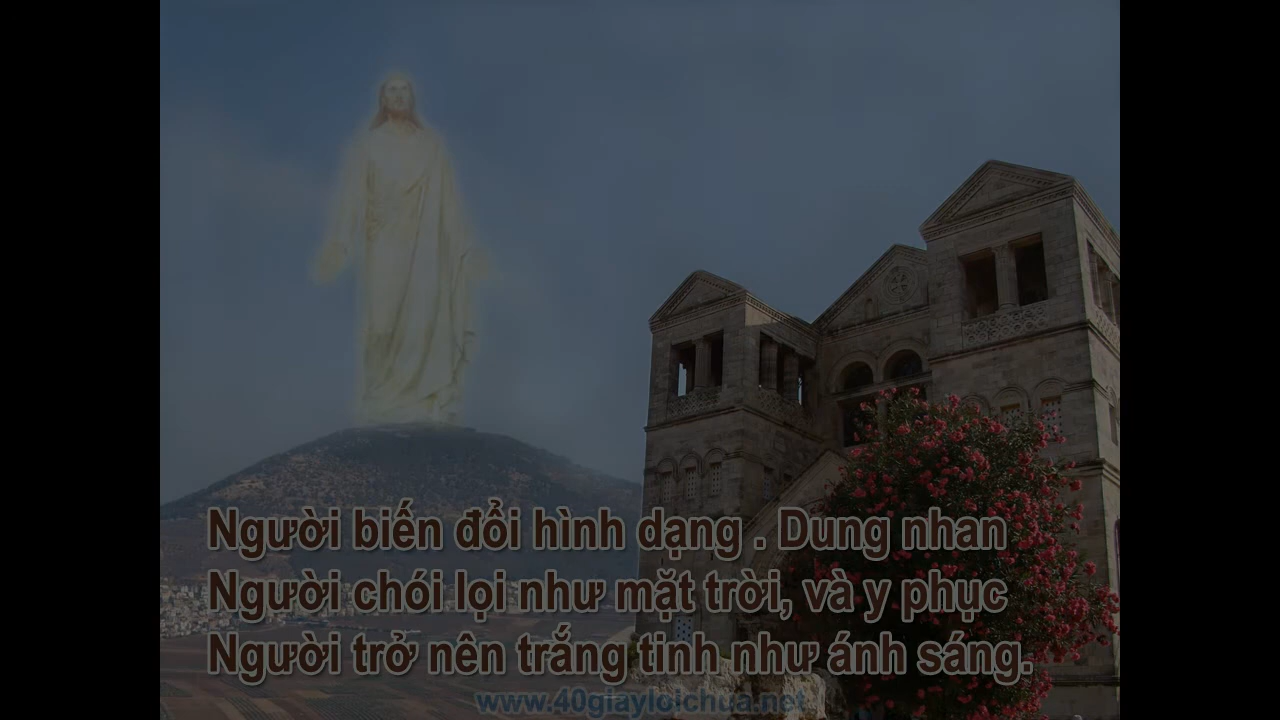 Người biến đổi hình dạng . Dung nhan
Người chói lọi như mặt trời, và y phục
Người trở nên trắng tinh như ánh sáng.
www.40giayloichua.net